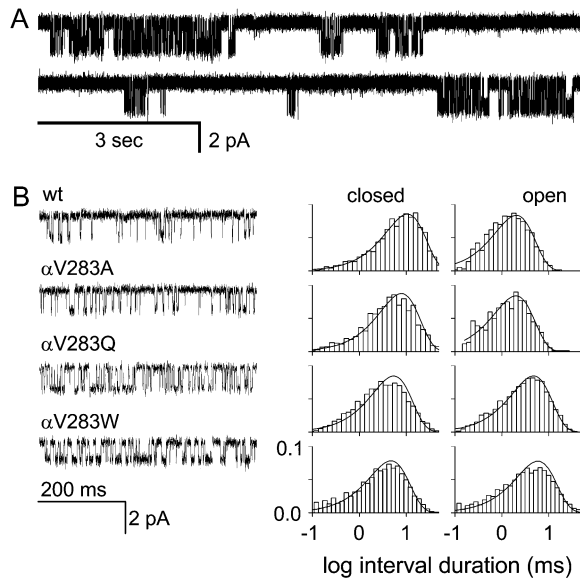 A
3 sec
2 pA
B
wt
closed
open
αV283A
αV283Q
αV283W
200 ms
2 pA
0.1
0.0
-1 0 1 -1 0 1
log interval duration (ms)